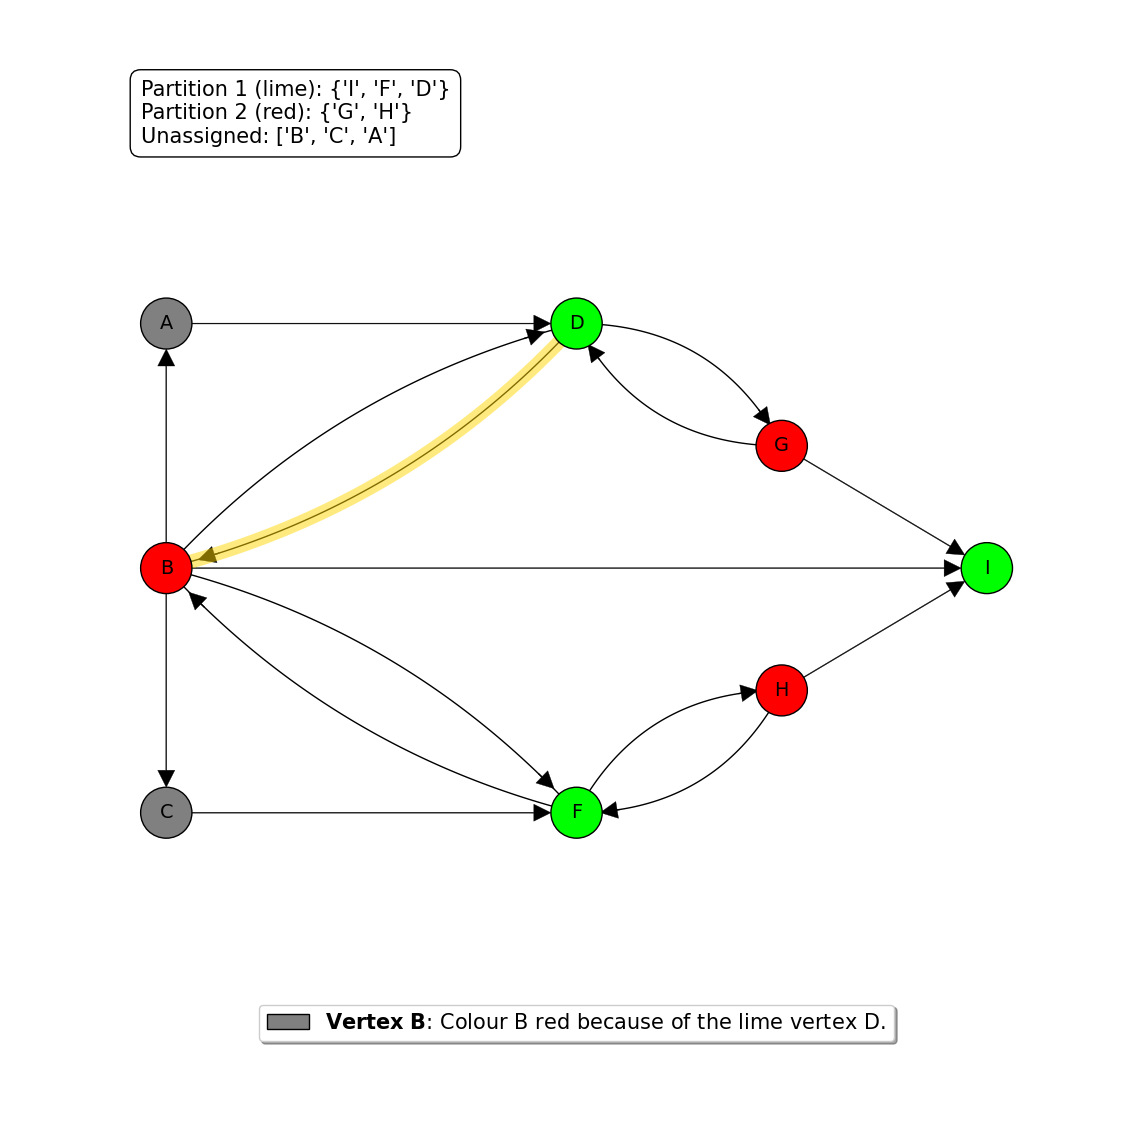 Partition 1 (lime): {'I', 'F', 'D'}
Partition 2 (red): {'G', 'H'}
Unassigned: ['B', 'C', 'A']
A
D
G
B
I
H
C
F
Vertex B: Colour B red because of the lime vertex D.